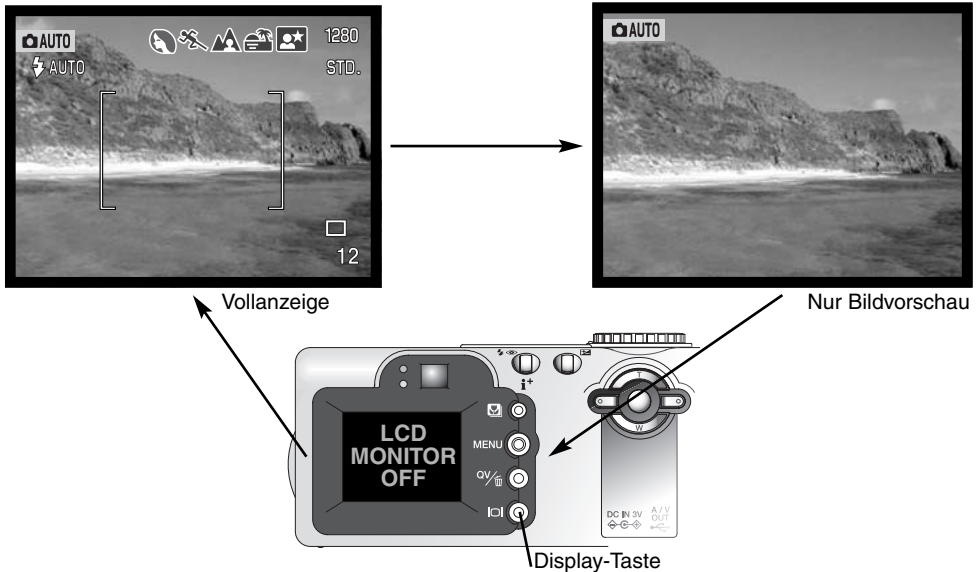 AUTO
1280
AUTO
STD.
12
AUTO
Vollanzeige
Nur Bildvorschau
i+
T
W
LCD
MONITOR
OFF
MENU
QV/
DC IN 3V
A / V
OUT
Display-Taste